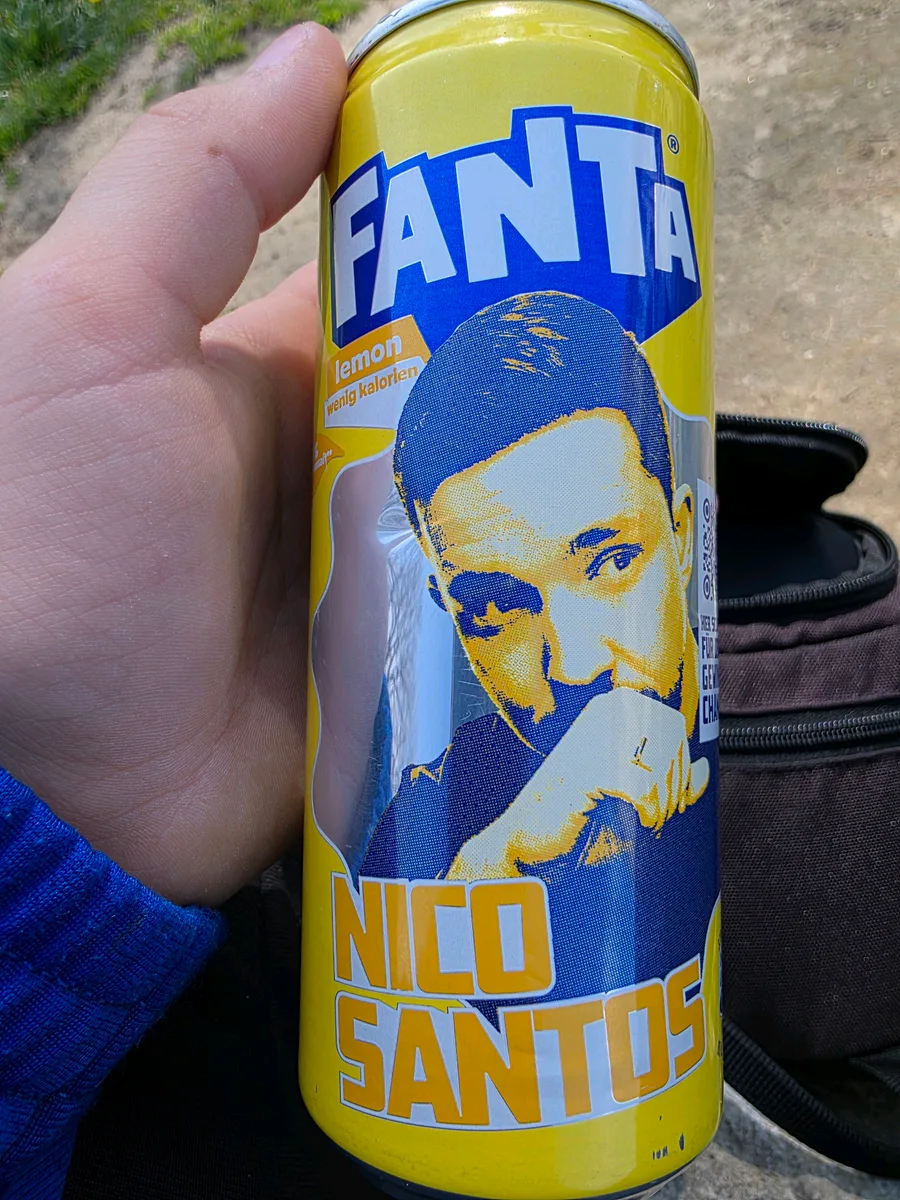 FANTA®
lemon
wenig kalorien
NICO
SANTOS